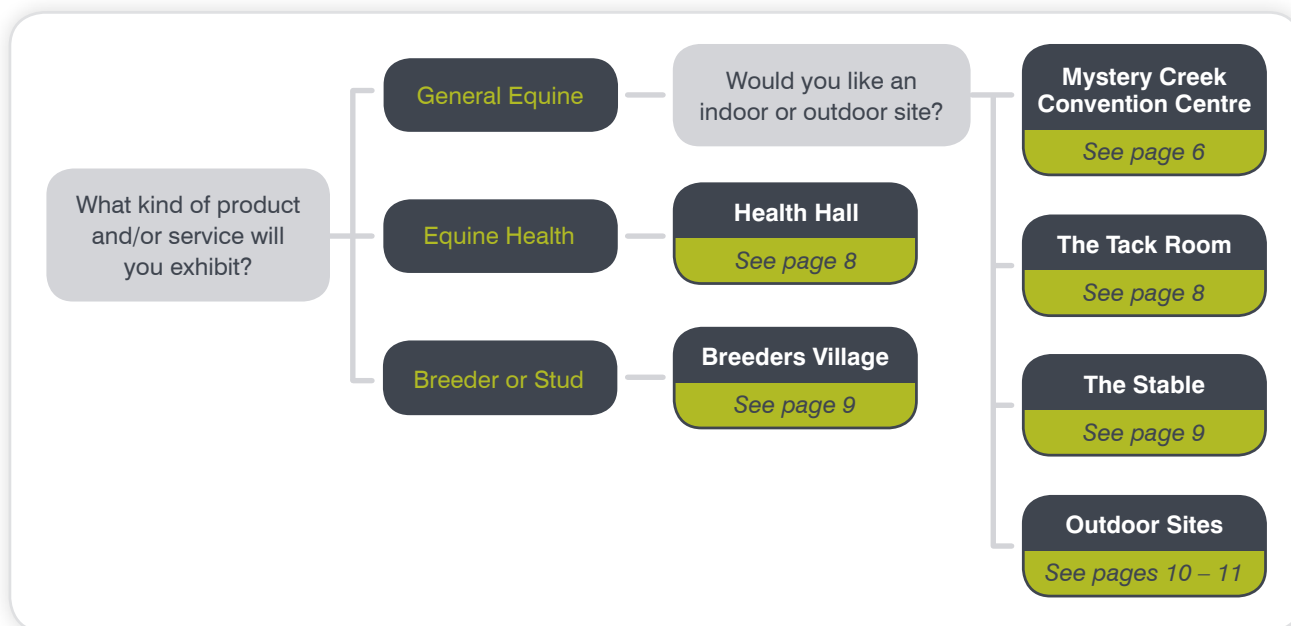 What kind of product
and/or service will
you exhibit?
General Equine
Would you like an
indoor or outdoor site?
Mystery Creek
Convention Centre
See page 6
The Tack Room
See page 8
The Stable
See page 9
Outdoor Sites
See pages 10 – 11
Equine Health
Health Hall
See page 8
Breeder or Stud
Breeders Village
See page 9